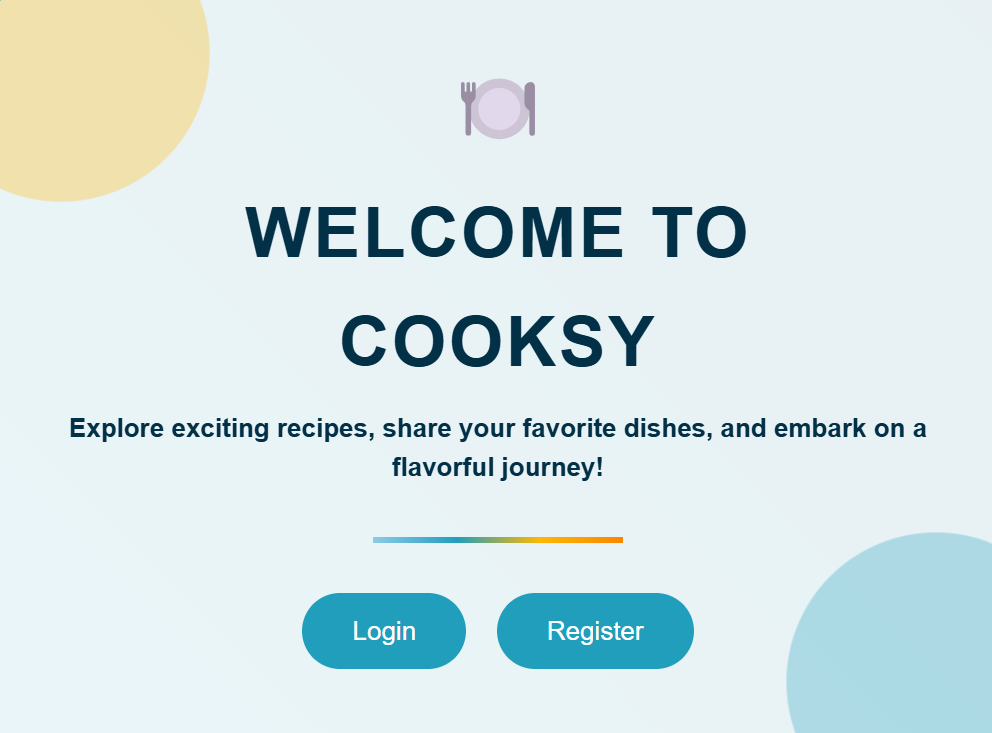 WELCOME TO
COOKSY
Explore exciting recipes, share your favorite dishes, and embark on a
flavorful journey!
Login
Register